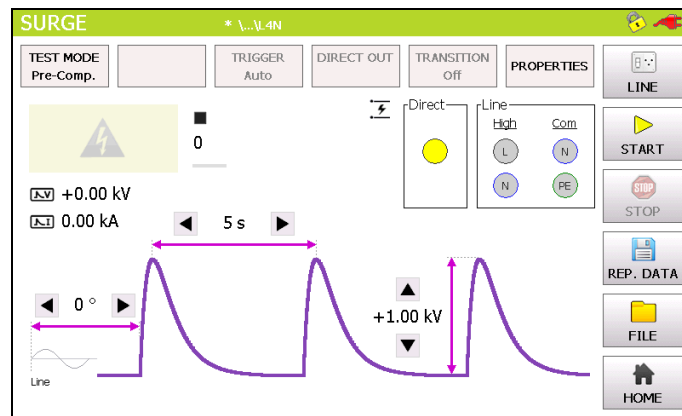 SURGE
* \...\L4N
TEST MODE
Pre-Comp.
TRIGGER
Auto
DIRECT OUT
TRANSITION
Off
PROPERTIES
LINE
START
STOP
REP. DATA
FILE
HOME
0
Direct
Line
High
Com
L
N
N
PE
+0.00 kV
0.00 kA
5 s
0 °
+1.00 kV
Line